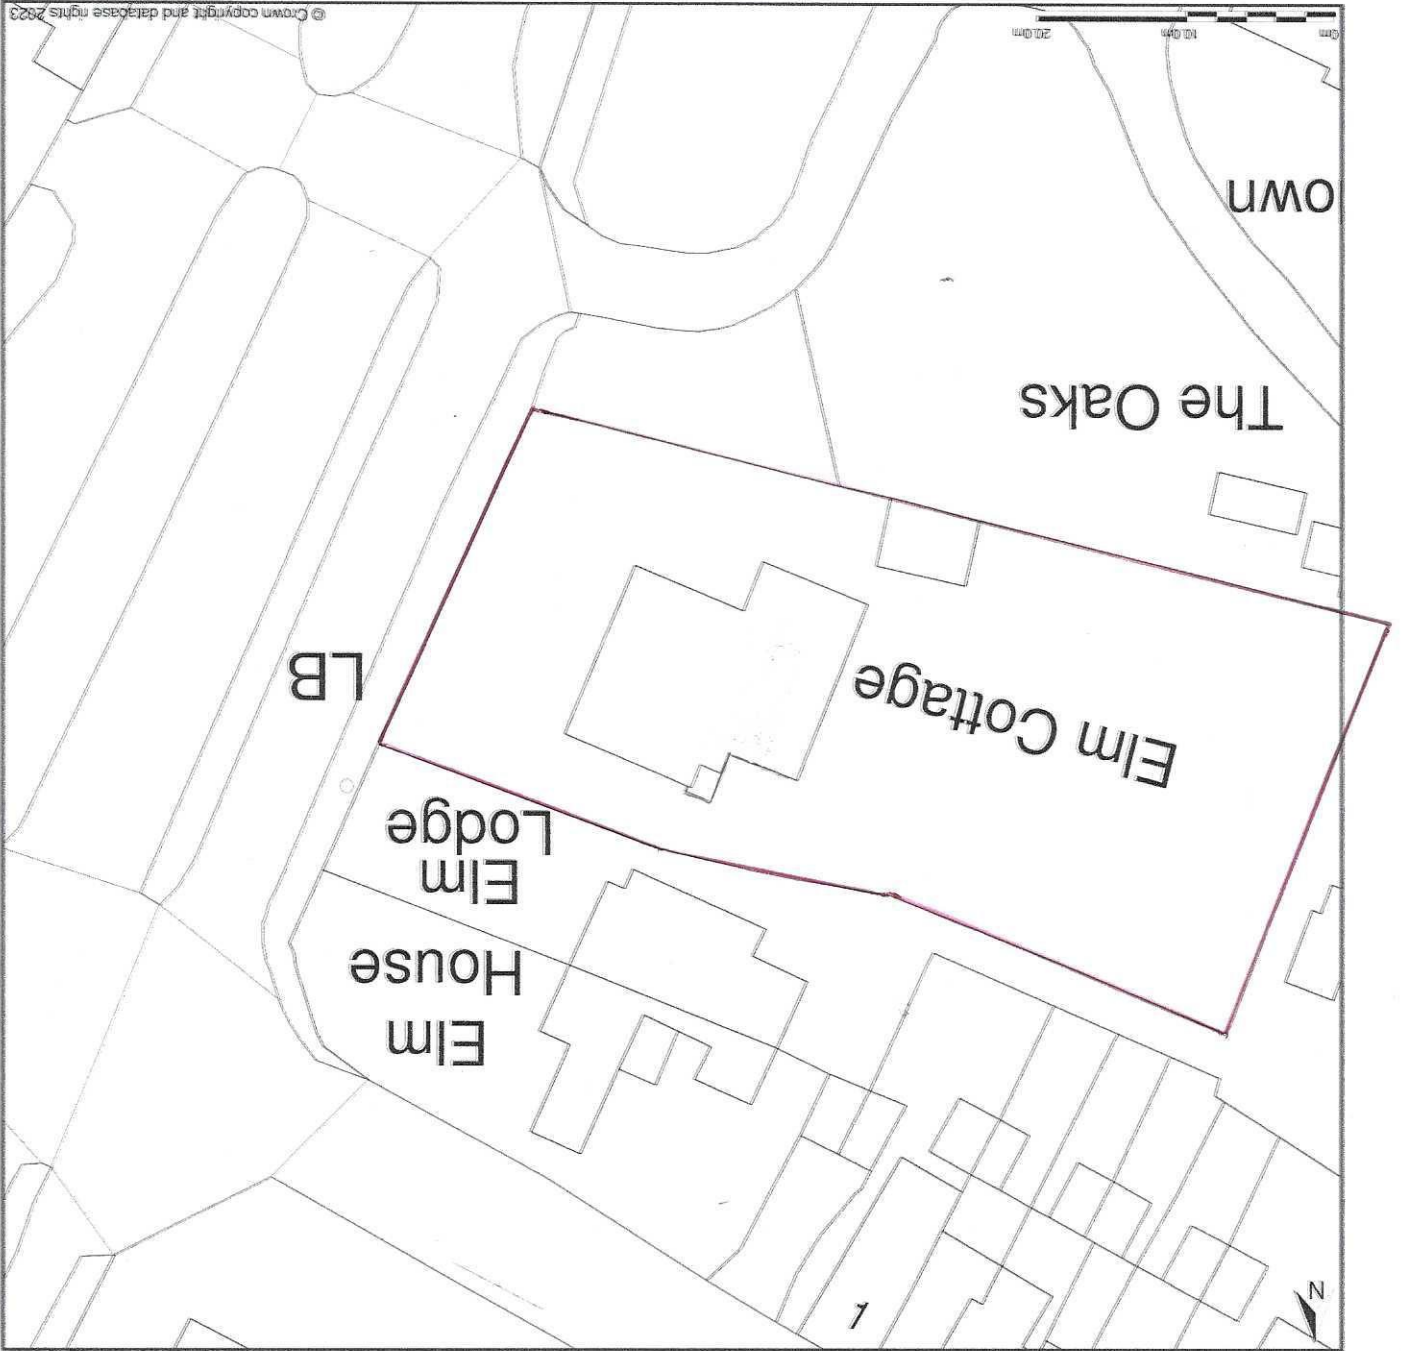 N
1
Elm
House
Elm
Lodge
Elm Cottage
LB
The Oaks
own
0m 10.0m 20.0m
© Crown copyright and database rights 2023